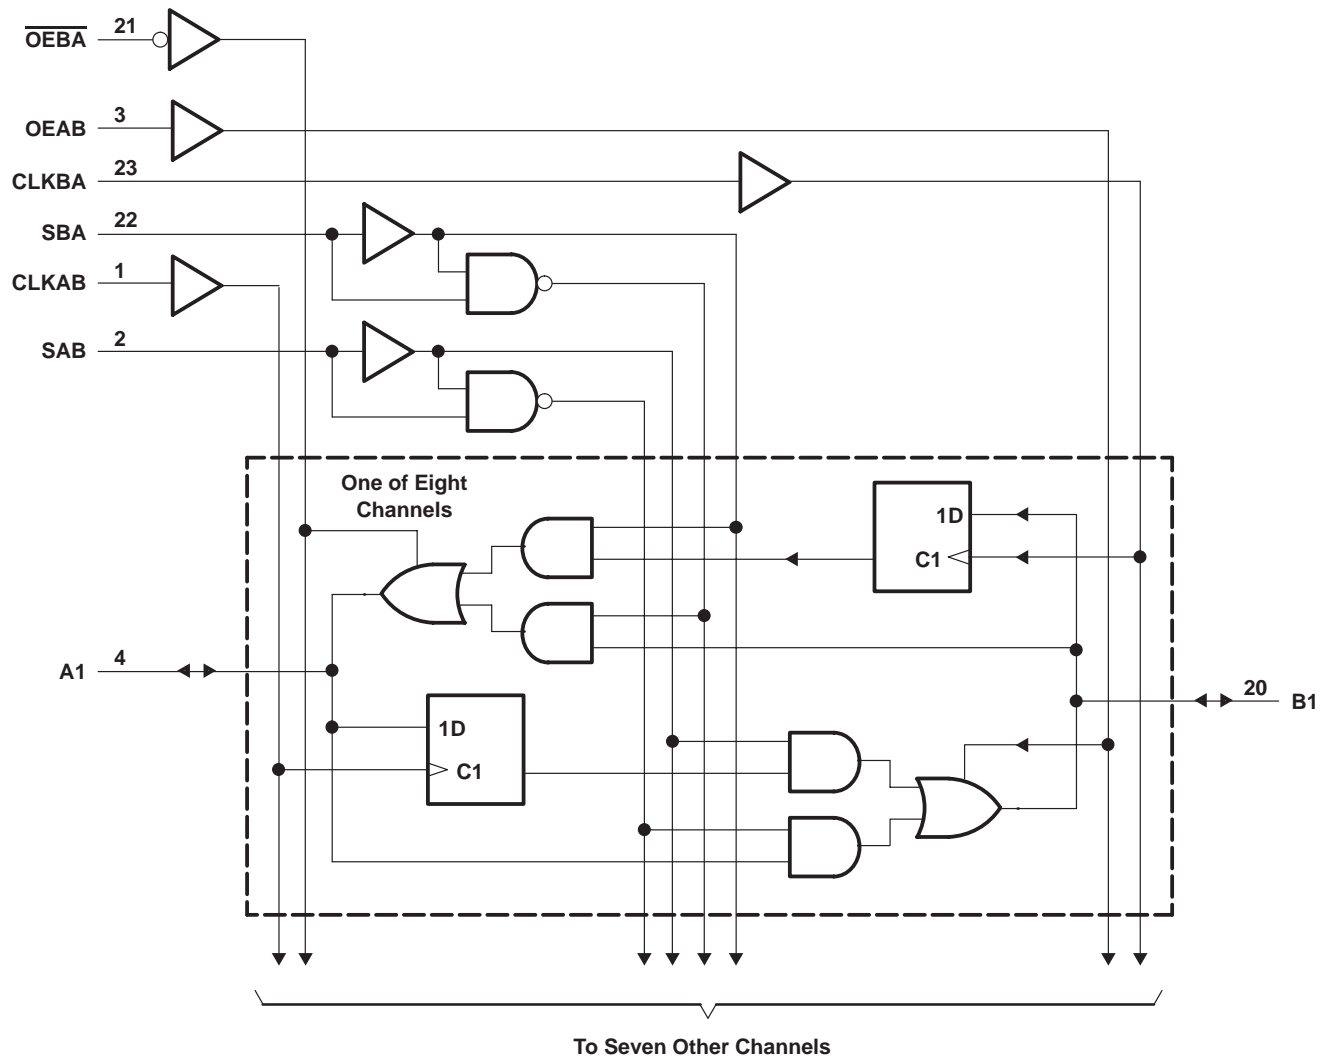 OEBA 21
OEAB 3
CLKBA 23
SBA 22
CLKAB 1
SAB 2
One of Eight
Channels
1D
C1
A1 4
1D
C1
20 B1
To Seven Other Channels